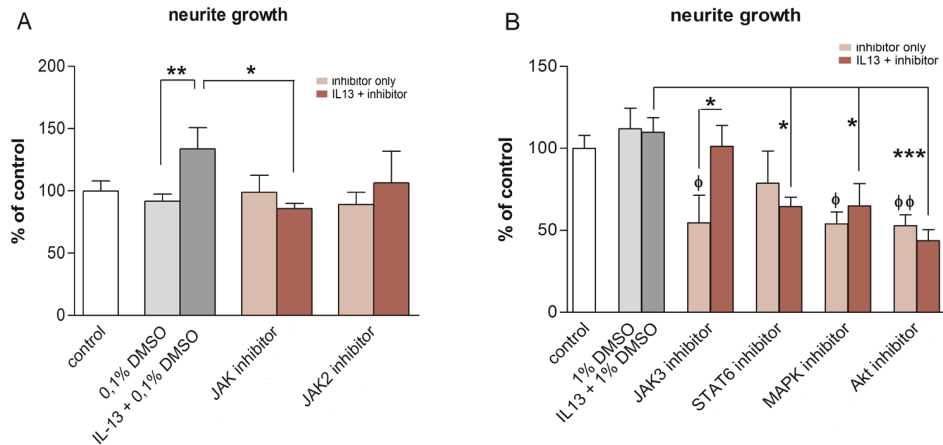 A
neurite growth
200
150
100
50
0
% of control
**
*
inhibitor only
IL13 + inhibitor
control
0,1% DMSO
IL-13 + 0,1% DMSO
JAK inhibitor
JAK2 inhibitor
B
neurite growth
150
100
50
0
% of control
inhibitor only
IL13 + inhibitor
*
ϕ
*
*
ϕ
***
ϕϕ
control
1% DMSO
IL13 + 1% DMSO
JAK3 inhibitor
STAT6 inhibitor
MAPK inhibitor
Akt inhibitor